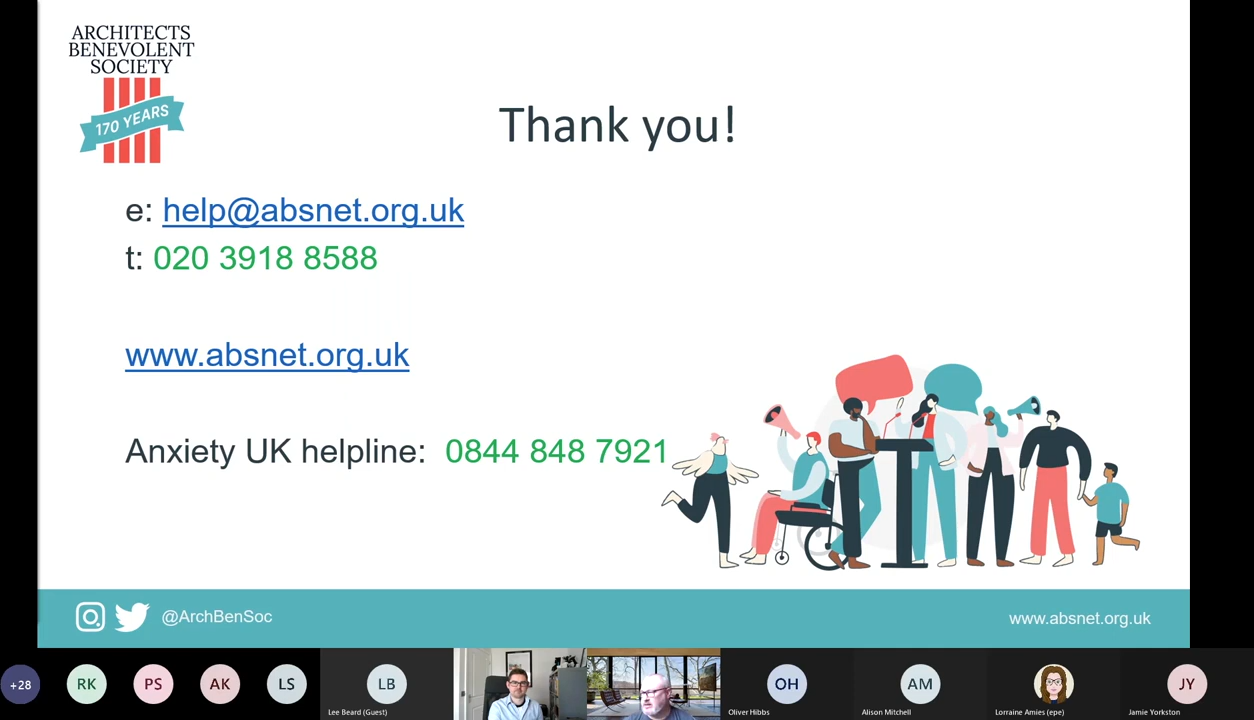 ARCHITECTS
BENEVOLENT
SOCIETY
170 YEARS
Thank you!
e: help@absnet.org.uk
t: 020 3918 8588
www.absnet.org.uk
Anxiety UK helpline: 0844 848 7921
@ArchBenSoc
www.absnet.org.uk
+28
RK
PS
AK
LS
LB
OH
AM
JY
Lee Beard (Guest)
Oliver Hibbs
Alison Mitchell
Lorraine Amies (epe)
Jamie Yorkston